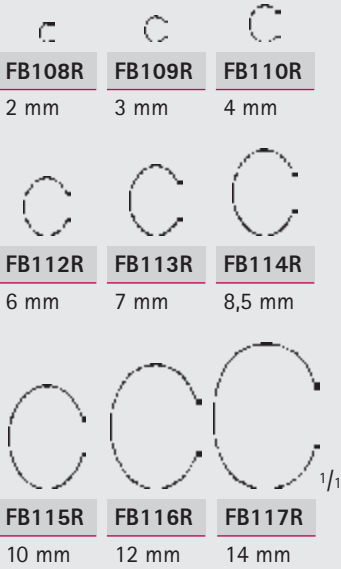 FB108R FB109R FB110R
2 mm 3 mm 4 mm
FB112R FB113R FB114R
6 mm 7 mm 8,5 mm
1/1
FB115R FB116R FB117R
10 mm 12 mm 14 mm